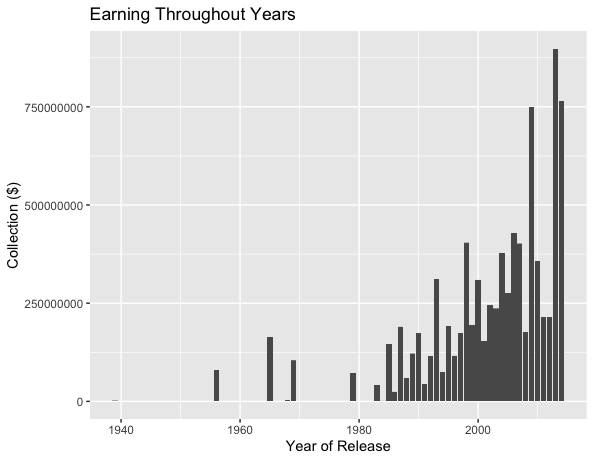 Earning Throughout Years
Collection ($)
750000000
500000000
250000000
0
1940 1960 1980 2000
Year of Release